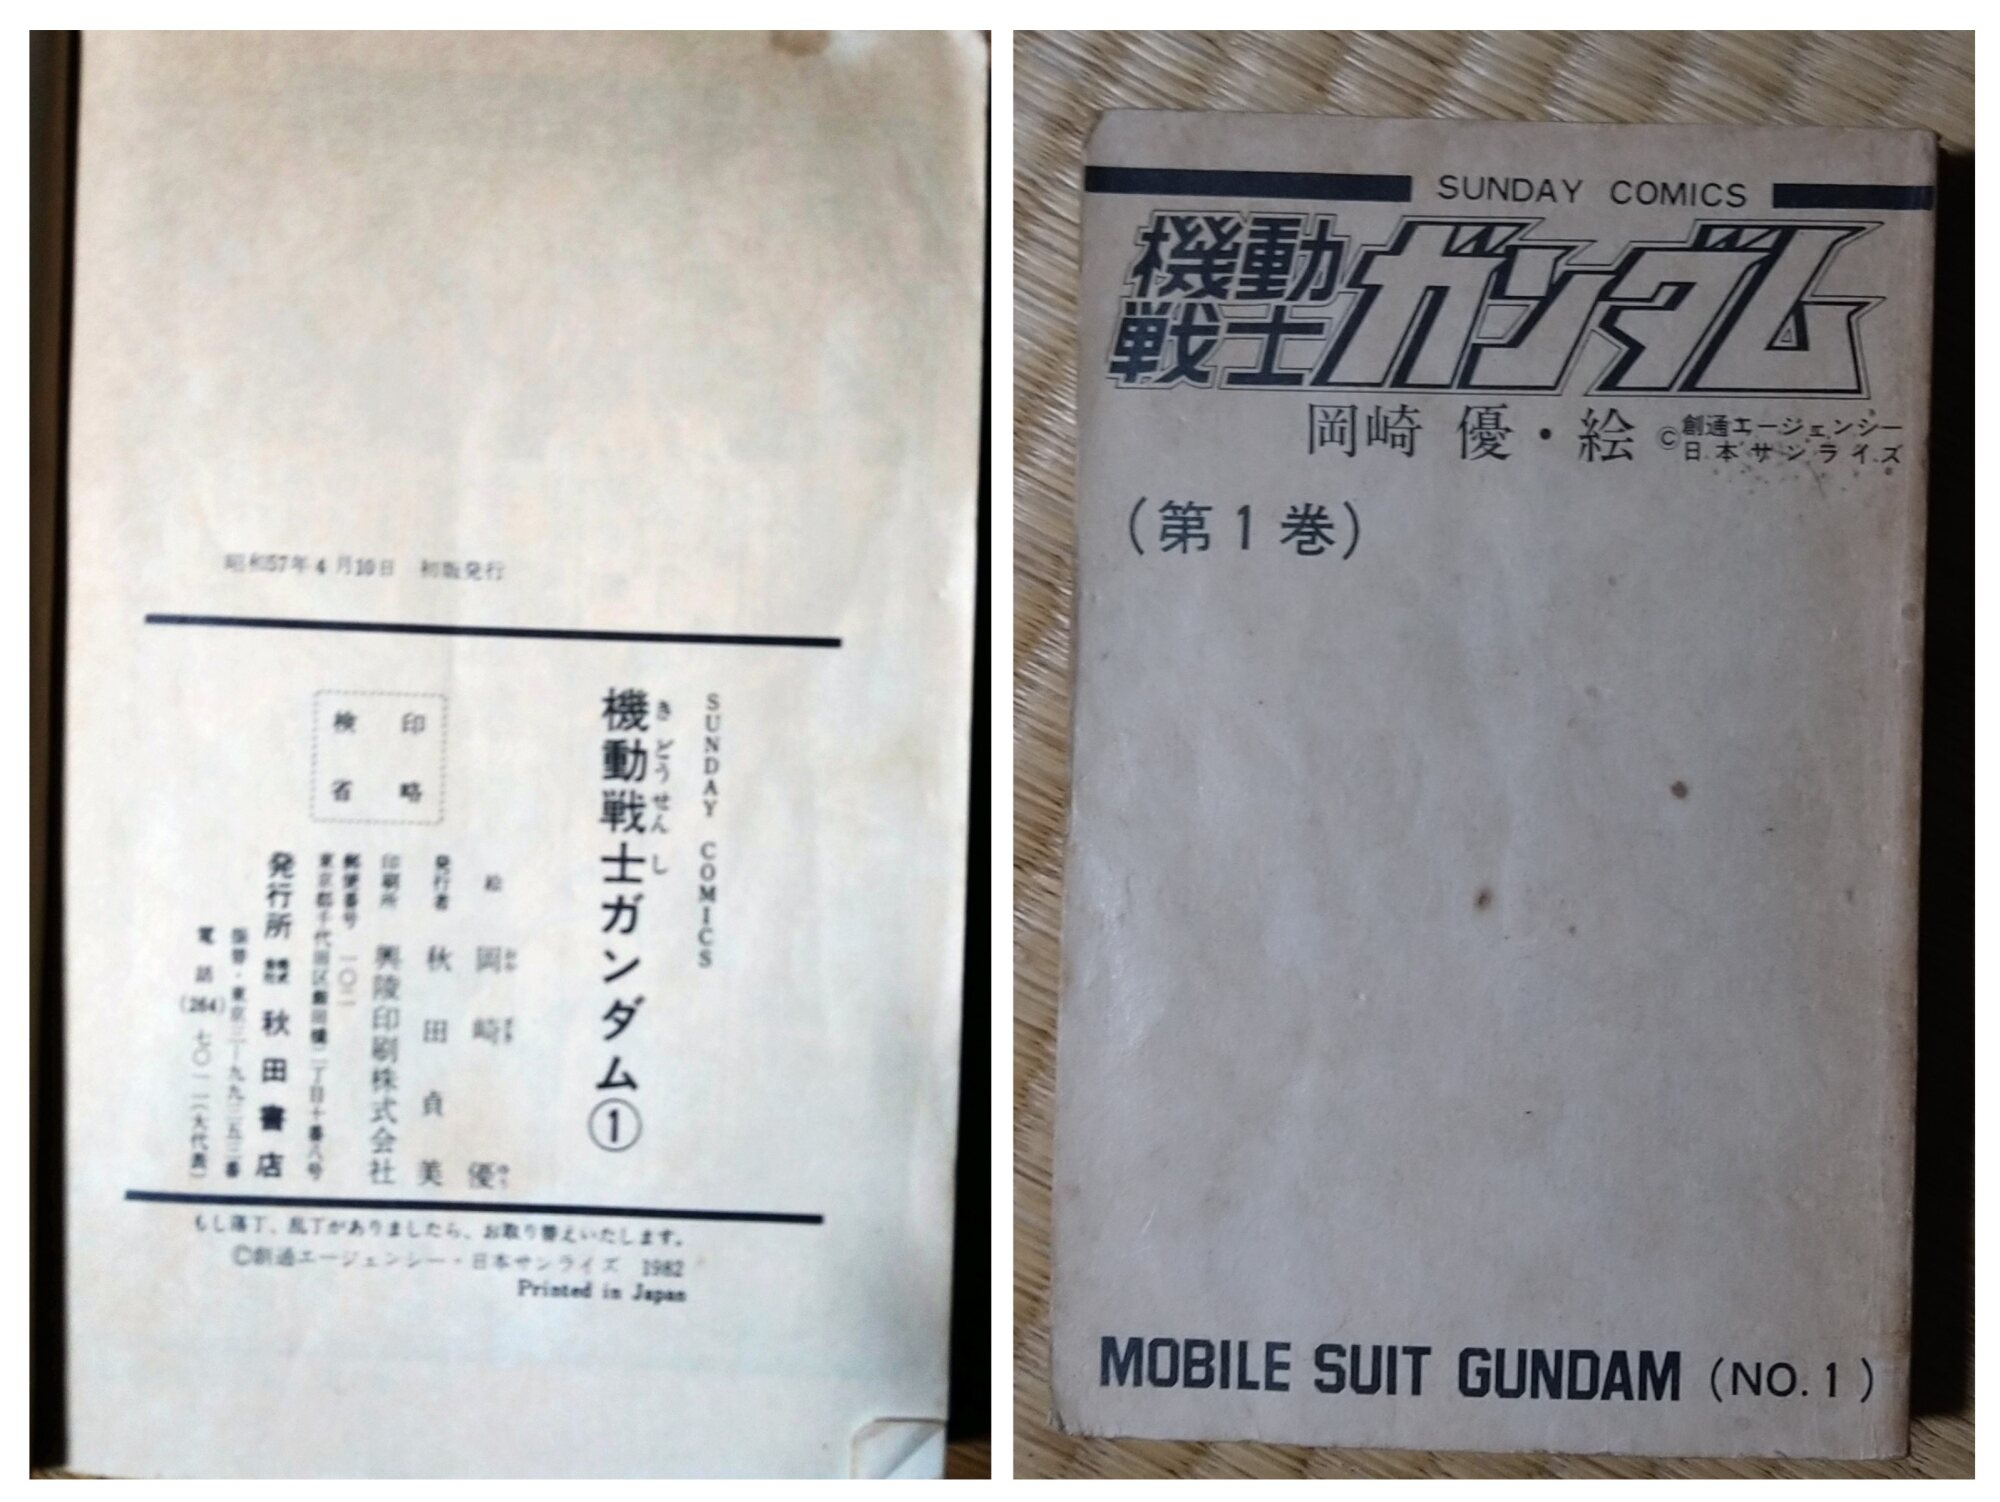 昭和57年4月10日 初版発行
SUNDAY COMICS
機動戦士ガンダム①
きどうせんし
絵 岡崎優
おか ざき ゆう
発行者 秋田貞美
印刷所 興陵印刷株式会社
郵便番号 一〇二
東京都千代田区飯田橋二丁目十番八号
発行所 株式会社 秋田書店
振替・東京三-九九二五三番
電話(264)七〇一一(大代表)
検印
省略
もし落丁、乱丁がありましたら、お取り替えいたします。
©創通エージェンシー・日本サンライズ 1982
Printed in Japan
SUNDAY COMICS
機動戦士ガンダム
岡崎 優・絵 ©創通エージェンシー
日本サンライズ
(第1巻)
MOBILE SUIT GUNDAM (NO.1)